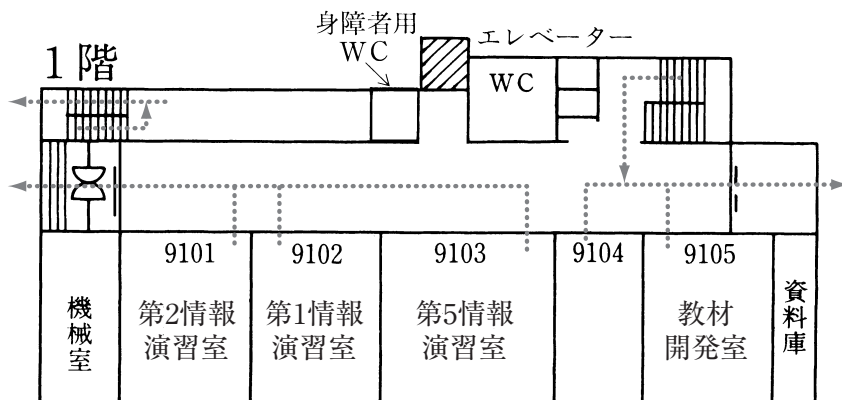 1階
身障者用
WC
エレベーター
WC
9101
9102
9103
9104
9105
機械室
第2情報
演習室
第1情報
演習室
第5情報
演習室
教材
開発室
資料庫